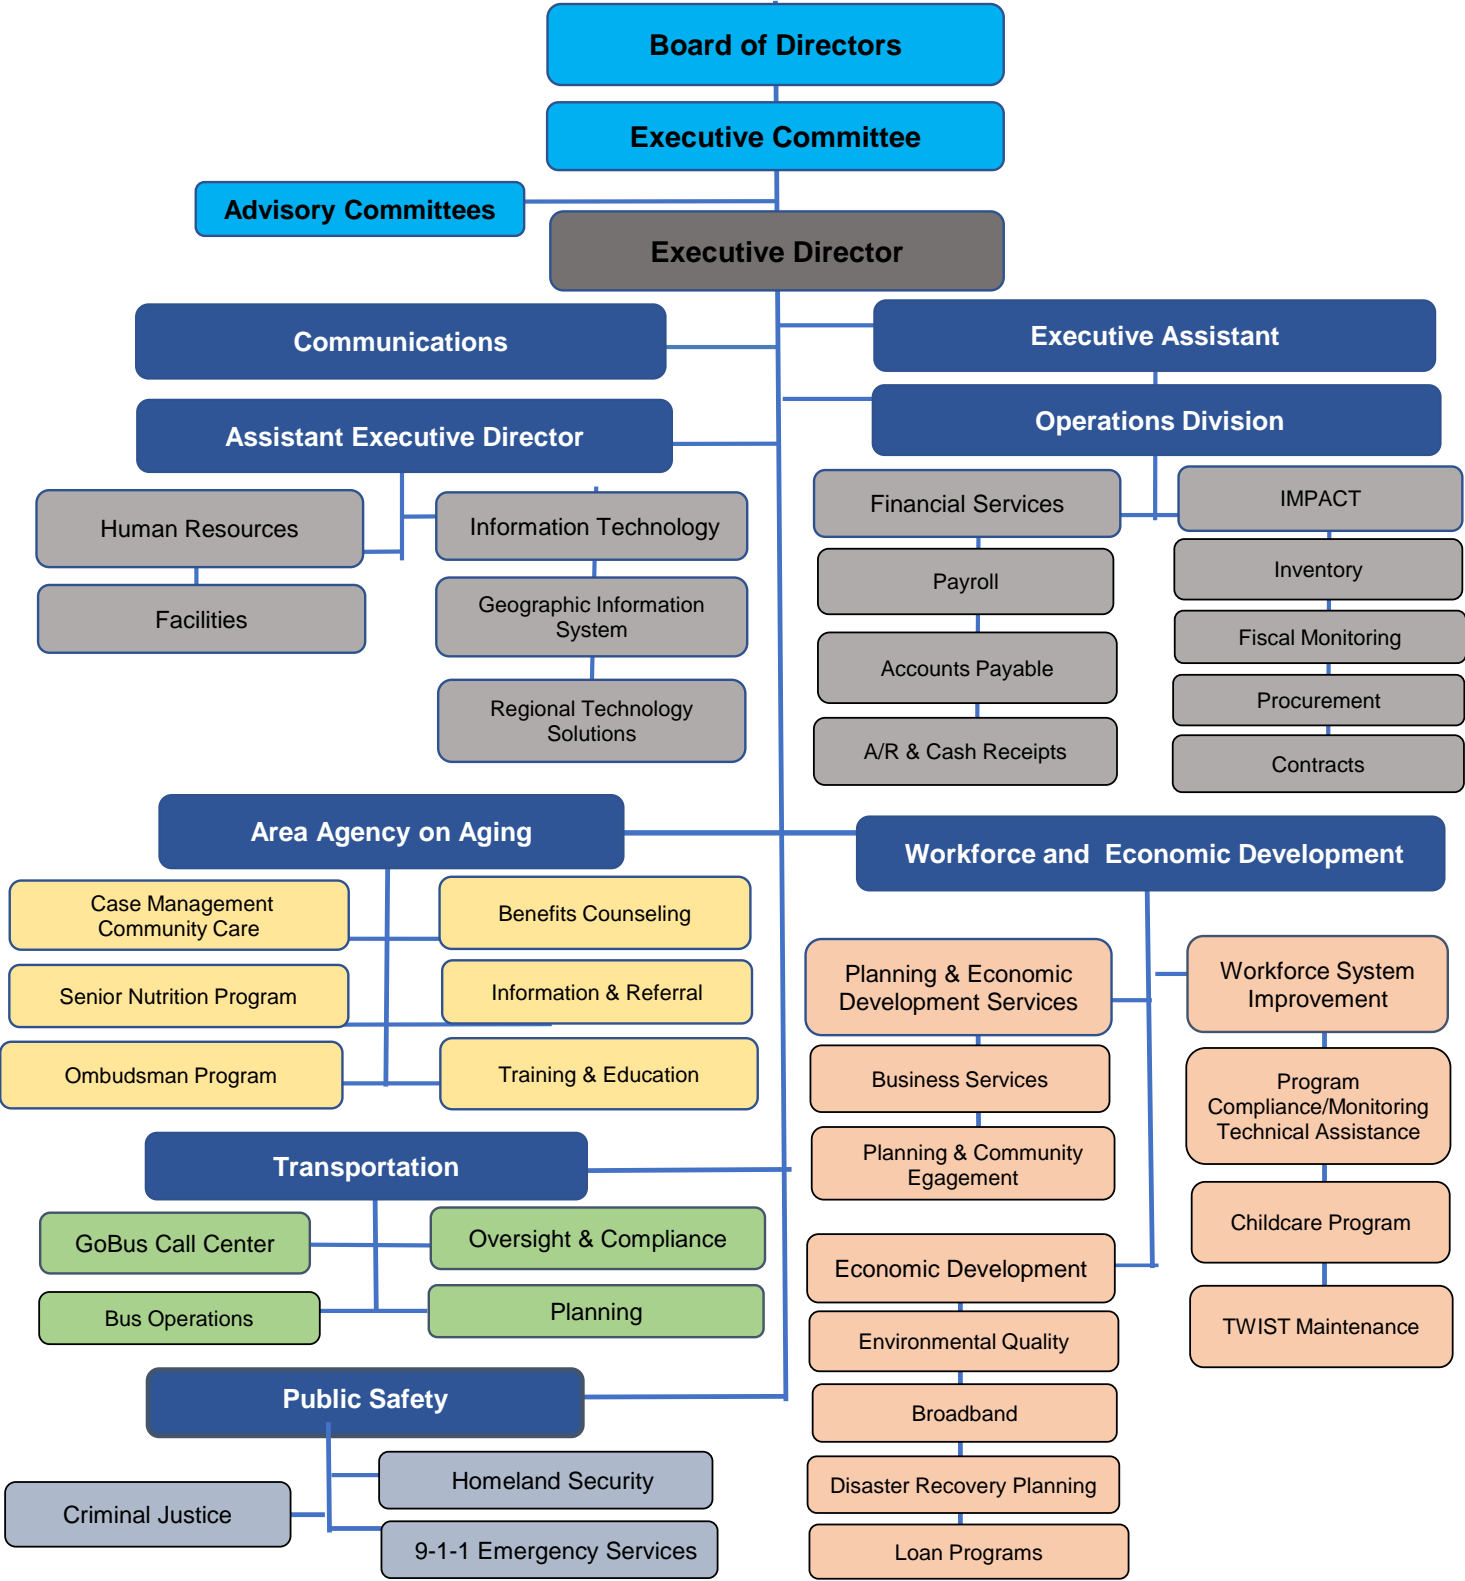 Board of Directors
Executive Committee
Advisory Committees
Executive Director
Communications
Executive Assistant
Assistant Executive Director
Operations Division
Human Resources
Facilities
Information Technology
Geographic Information
System
Regional Technology
Solutions
Financial Services
Payroll
Accounts Payable
A/R & Cash Receipts
IMPACT
Inventory
Fiscal Monitoring
Procurement
Contracts
Area Agency on Aging
Case Management
Community Care
Benefits Counseling
Senior Nutrition Program
Information & Referral
Ombudsman Program
Training & Education
Workforce and  Economic Development
Planning & Economic
Development Services
Business Services
Planning & Community
Egagement
Economic Development
Environmental Quality
Broadband
Disaster Recovery Planning
Loan Programs
Workforce System
Improvement
Program
Compliance/Monitoring
Technical Assistance
Childcare Program
TWIST Maintenance
Transportation
GoBus Call Center
Oversight & Compliance
Bus Operations
Planning
Public Safety
Homeland Security
Criminal Justice
9-1-1 Emergency Services